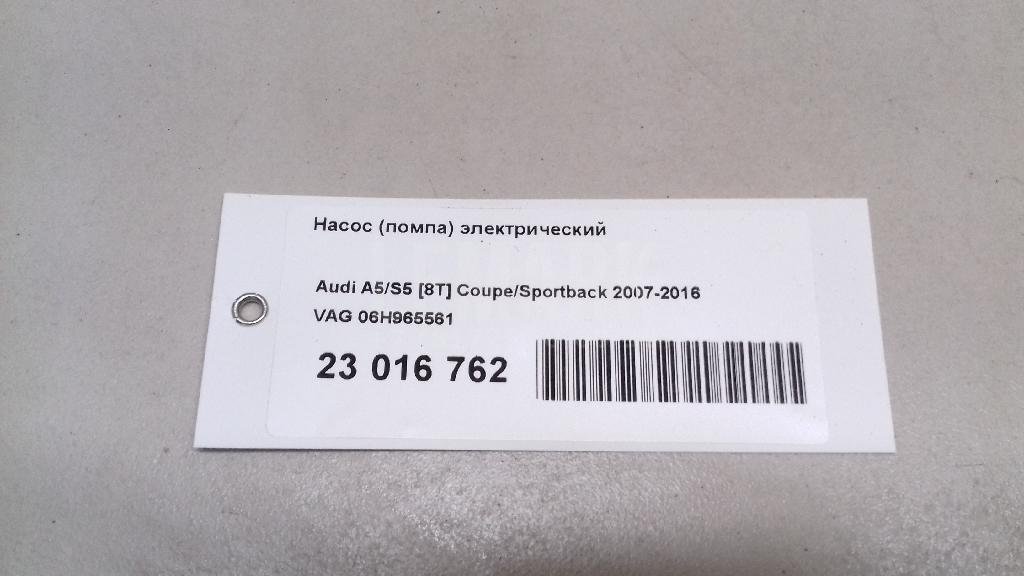 Насос (помпа) электрический
Audi A5/S5 [8T] Coupe/Sportback 2007-2016
VAG 06H965561
23 016 762